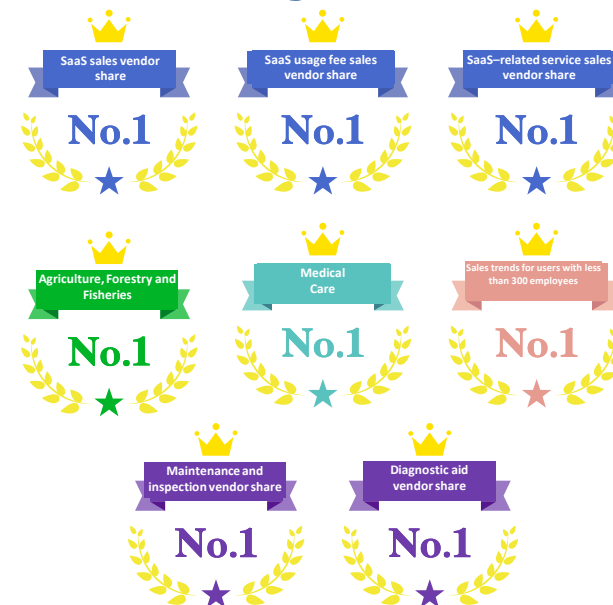 SaaS sales vendor
share
No.1
SaaS usage fee sales
vendor share
No.1
SaaS–related service sales
vendor share
No.1
Agriculture, Forestry and
Fisheries
No.1
Medical
Care
No.1
Sales trends for users with less
than 300 employees
No.1
Maintenance and
inspection vendor share
No.1
Diagnostic aid
vendor share
No.1